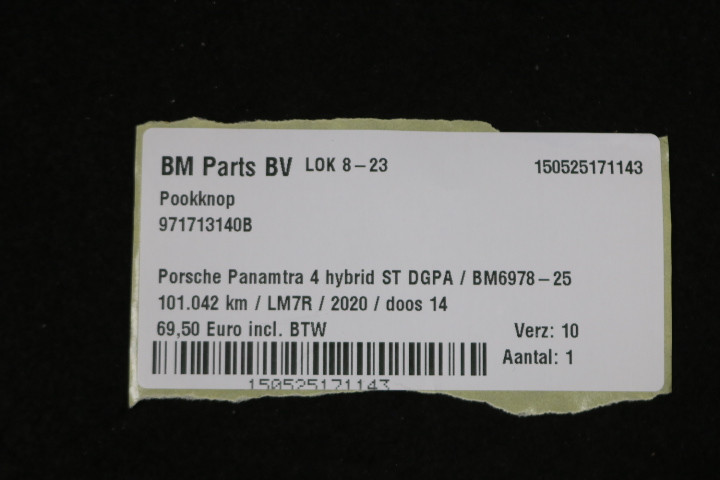 BM Parts BV LOK 8-23 150525171143
Pookknop
971713140B
Porsche Panamtra 4 hybrid ST DGPA / BM6978-25
101.042 km / LM7R / 2020 / doos 14
69,50 Euro incl. BTW Verz: 10
Aantal: 1
150525171143